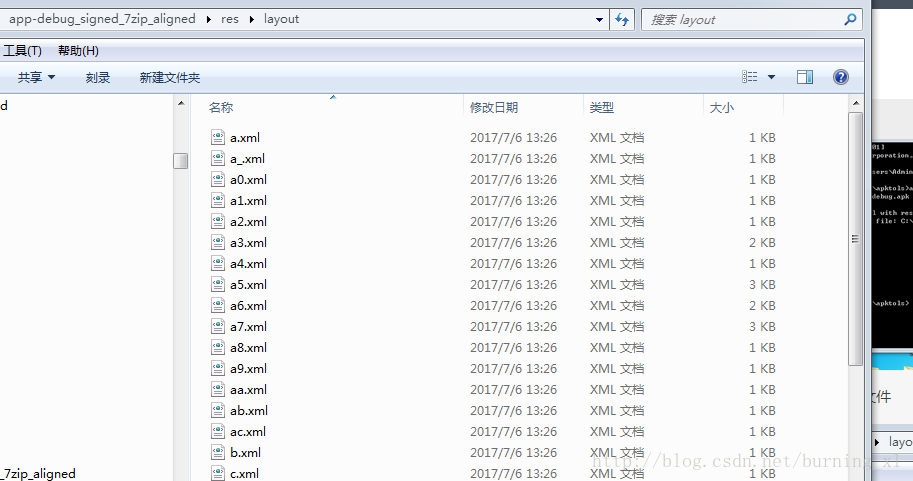 app-debug_signed_7zip_aligned ▸ res ▸ layout
搜索 layout
工具(T) 帮助(H)
共享 刻录 新建文件夹
d
名称 修改日期 类型 大小
a.xml 2017/7/6 13:26 XML 文档 1 KB
a_.xml 2017/7/6 13:26 XML 文档 1 KB
a0.xml 2017/7/6 13:26 XML 文档 1 KB
a1.xml 2017/7/6 13:26 XML 文档 1 KB
a2.xml 2017/7/6 13:26 XML 文档 1 KB
a3.xml 2017/7/6 13:26 XML 文档 2 KB
a4.xml 2017/7/6 13:26 XML 文档 1 KB
a5.xml 2017/7/6 13:26 XML 文档 3 KB
a6.xml 2017/7/6 13:26 XML 文档 2 KB
a7.xml 2017/7/6 13:26 XML 文档 3 KB
a8.xml 2017/7/6 13:26 XML 文档 1 KB
a9.xml 2017/7/6 13:26 XML 文档 1 KB
aa.xml 2017/7/6 13:26 XML 文档 1 KB
ab.xml 2017/7/6 13:26 XML 文档 1 KB
ac.xml 2017/7/6 13:26 XML 文档 1 KB
b.xml 2017/7/6 13:26 XML 文档 1 KB
c.xml 2017/7/6 13:26 XML 文档 1 KB
_7zip_aligned
01]
rporation.
sers\Admin
\apktols>a
debug.apk
l with res
file: C:\
\apktols>
文件
layo
http://blog.csdn.net/burning_xl